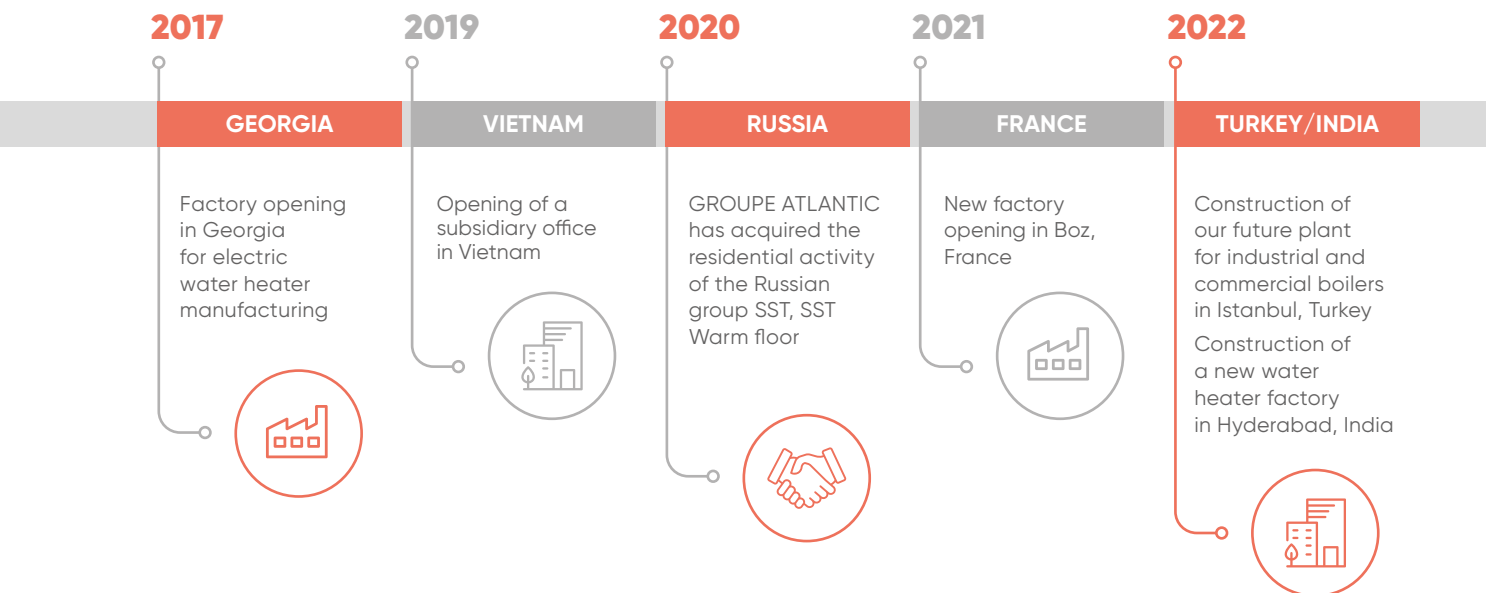 2017
2019
2020
2021
2022
GEORGIA
VIETNAM
RUSSIA
FRANCE
TURKEY/INDIA
Factory opening
in Georgia
for electric
water heater
manufacturing
Opening of a
subsidiary office
in Vietnam
GROUPE ATLANTIC
has acquired the
residential activity
of the Russian
group SST, SST
Warm floor
New factory
opening in Boz,
France
Construction of
our future plant
for industrial and
commercial boilers
in Istanbul, Turkey
Construction of
a new water
heater factory
in Hyderabad, India